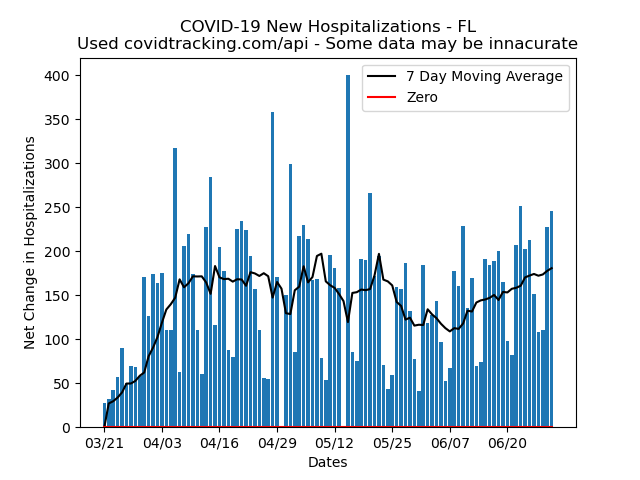 COVID-19 New Hospitalizations - FL
Used covidtracking.com/api - Some data may be innacurate
7 Day Moving Average
Zero
Net Change in Hospitalizations
400
350
300
250
200
150
100
50
0
03/21 04/03 04/16 04/29 05/12 05/25 06/07 06/20
Dates